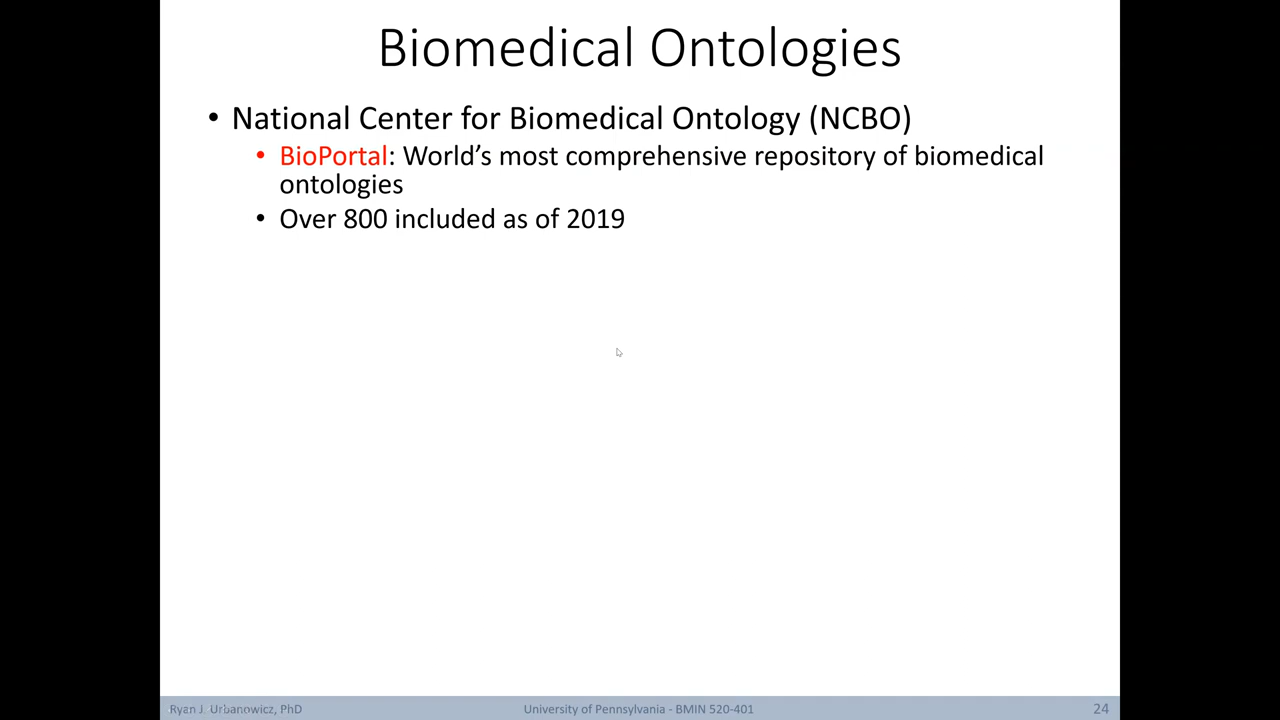 Biomedical Ontologies
• National Center for Biomedical Ontology (NCBO)
• BioPortal: World's most comprehensive repository of biomedical
ontologies
• Over 800 included as of 2019
Ryan J. Urbanowicz, PhD
University of Pennsylvania - BMIN 520-401
24